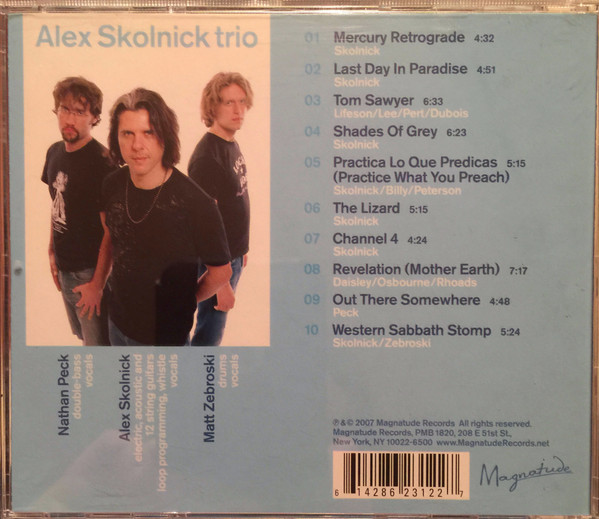 Alex Skolnick trio
01 Mercury Retrograde 4:32
Skolnick
02 Last Day In Paradise 4:51
Skolnick
03 Tom Sawyer 6:33
Lifeson/Lee/Pert/Dubois
04 Shades Of Grey 6:23
Skolnick
05 Practica Lo Que Predicas 5:15
(Practice What You Preach)
Skolnick/Billy/Peterson
06 The Lizard 5:15
Skolnick
07 Channel 4 4:24
Skolnick
08 Revelation (Mother Earth) 7:17
Daisley/Osbourne/Rhoads
09 Out There Somewhere 4:48
Peck
10 Western Sabbath Stomp 5:24
Skolnick/Zebroski
Nathan Peck
double-bass
vocals
Alex Skolnick
electric, acoustic and
12 string guitars
vocals
loop programming, whistle
Matt Zebroski
drums
vocals
℗ & © 2007 Magnatude Records All rights reserved.
Magnatude Records, PMB 1820, 208 E 51st St.,
New York, NY 10022-6500 www.MagnatudeRecords.net
6 14286 23122 7
Magnatude